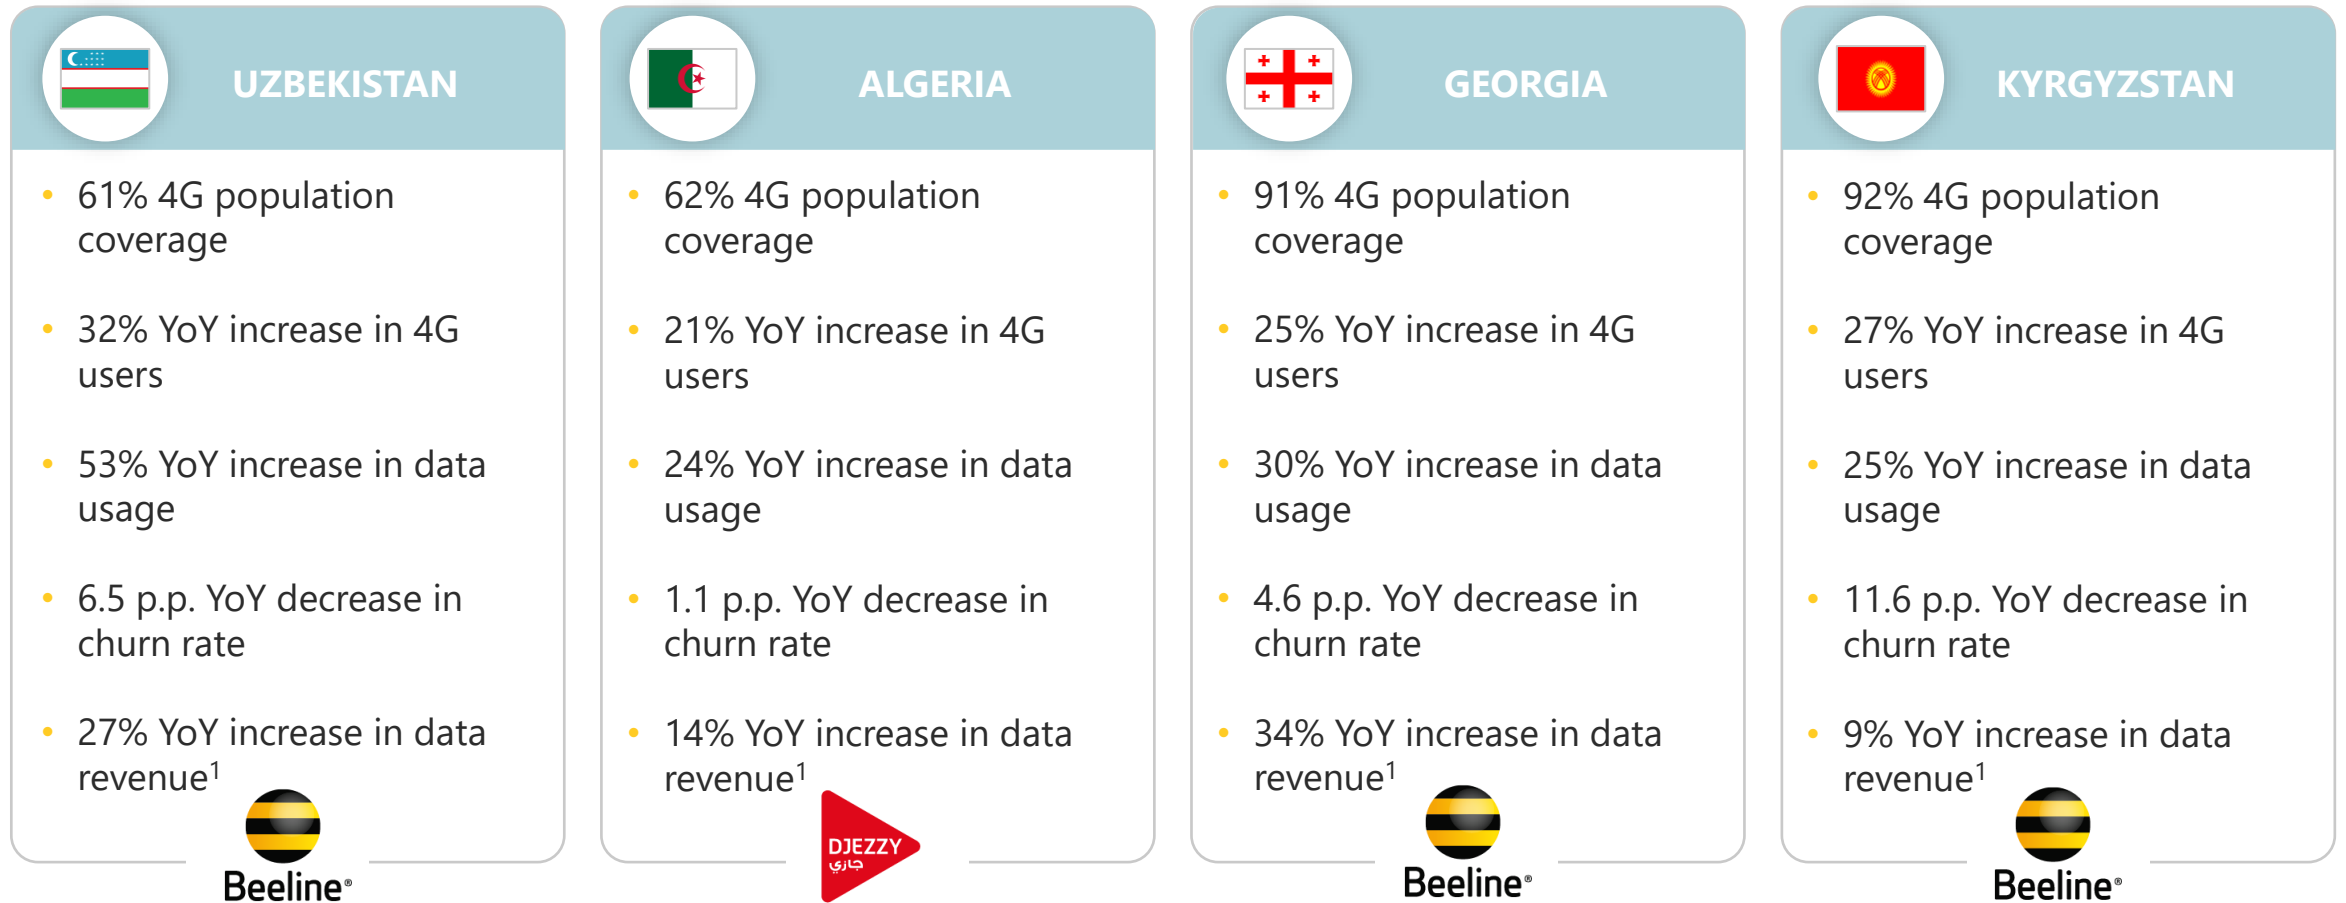 UZBEKISTAN
• 61% 4G population
coverage
• 32% YoY increase in 4G
users
• 53% YoY increase in data
usage
• 6.5 p.p. YoY decrease in
churn rate
• 27% YoY increase in data
revenue¹
Beeline®
ALGERIA
• 62% 4G population
coverage
• 21% YoY increase in 4G
users
• 24% YoY increase in data
usage
• 1.1 p.p. YoY decrease in
churn rate
• 14% YoY increase in data
revenue¹
DJEZZY
جازي
GEORGIA
• 91% 4G population
coverage
• 25% YoY increase in 4G
users
• 30% YoY increase in data
usage
• 4.6 p.p. YoY decrease in
churn rate
• 34% YoY increase in data
revenue¹
Beeline®
KYRGYZSTAN
• 92% 4G population
coverage
• 27% YoY increase in 4G
users
• 25% YoY increase in data
usage
• 11.6 p.p. YoY decrease in
churn rate
• 9% YoY increase in data
revenue¹
Beeline®